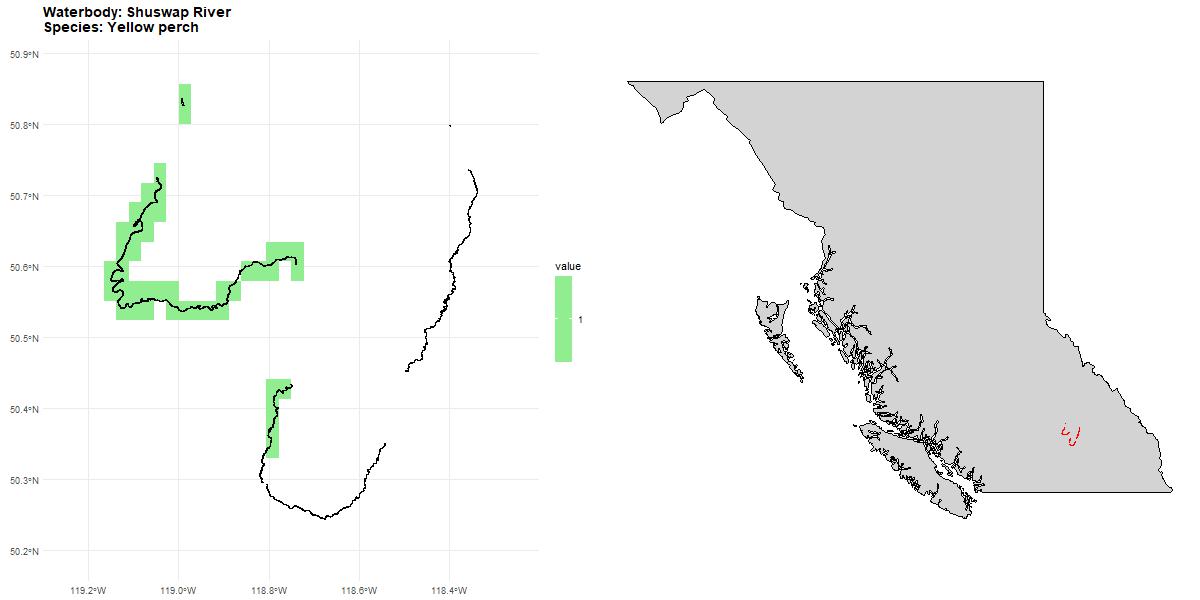 Waterbody: Shuswap River
Species: Yellow perch
50.9°N
50.8°N
50.7°N
50.6°N
50.5°N
50.4°N
50.3°N
50.2°N
119.2°W 119.0°W 118.8°W 118.6°W 118.4°W
value
1